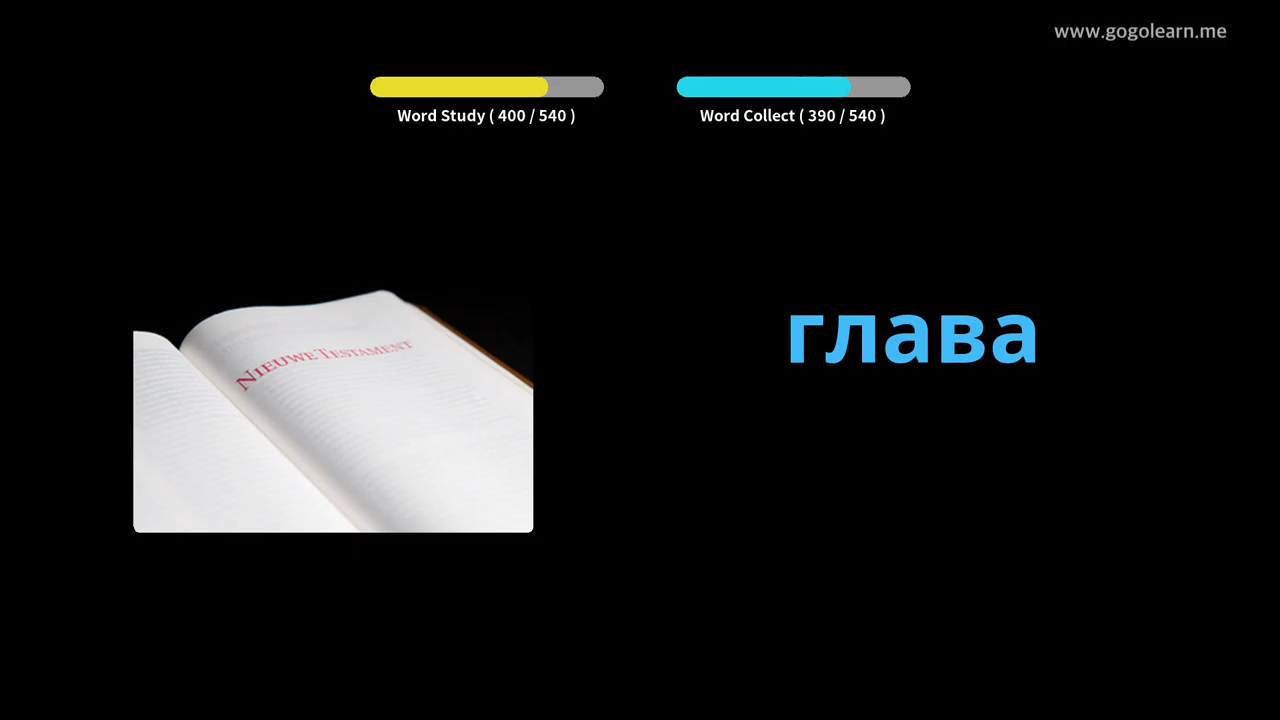 www.gogolearn.me
Word Study ( 400 / 540 )
Word Collect ( 390 / 540 )
NIEUWE TESTAMENT
глава